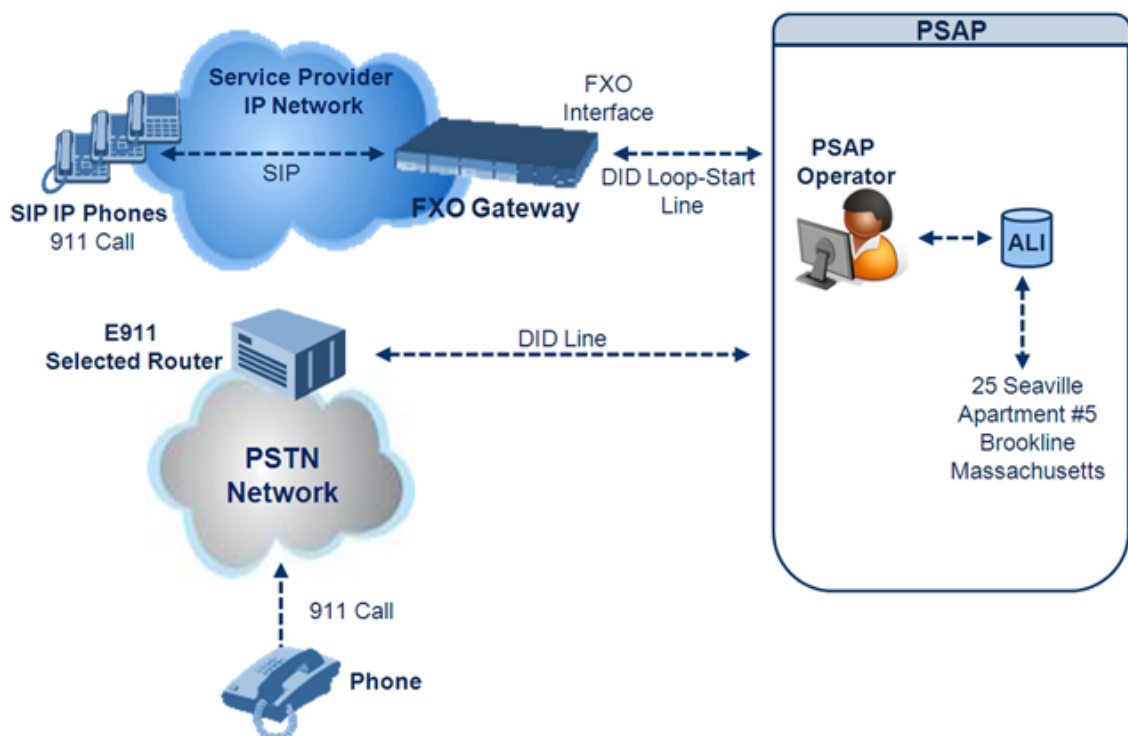 PSAP
Service Provider
IP Network
FXO
Interface
SIP
DID Loop-Start
Line
SIP IP Phones
911 Call
FXO Gateway
PSAP
Operator
ALI
E911
Selected Router
DID Line
25 Seaville
Apartment #5
Brookline
Massachusetts
PSTN
Network
911 Call
Phone